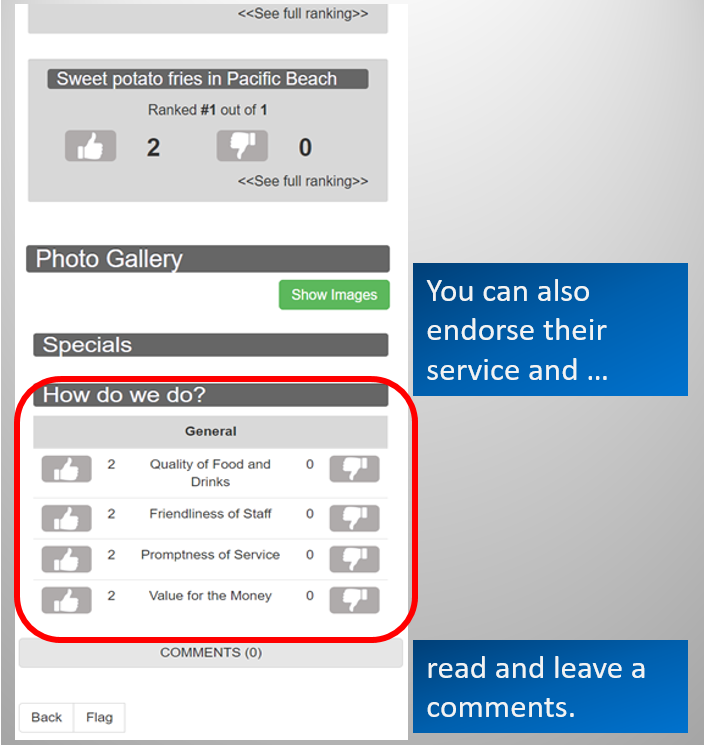 <<See full ranking>>
Sweet potato fries in Pacific Beach
Ranked #1 out of 1
2 0
<<See full ranking>>
Photo Gallery
Show Images
You can also
endorse their
service and ...
Specials
How do we do?
General
2 Quality of Food and Drinks 0
2 Friendliness of Staff 0
2 Promptness of Service 0
2 Value for the Money 0
COMMENTS (0)
read and leave a
comments.
Back Flag